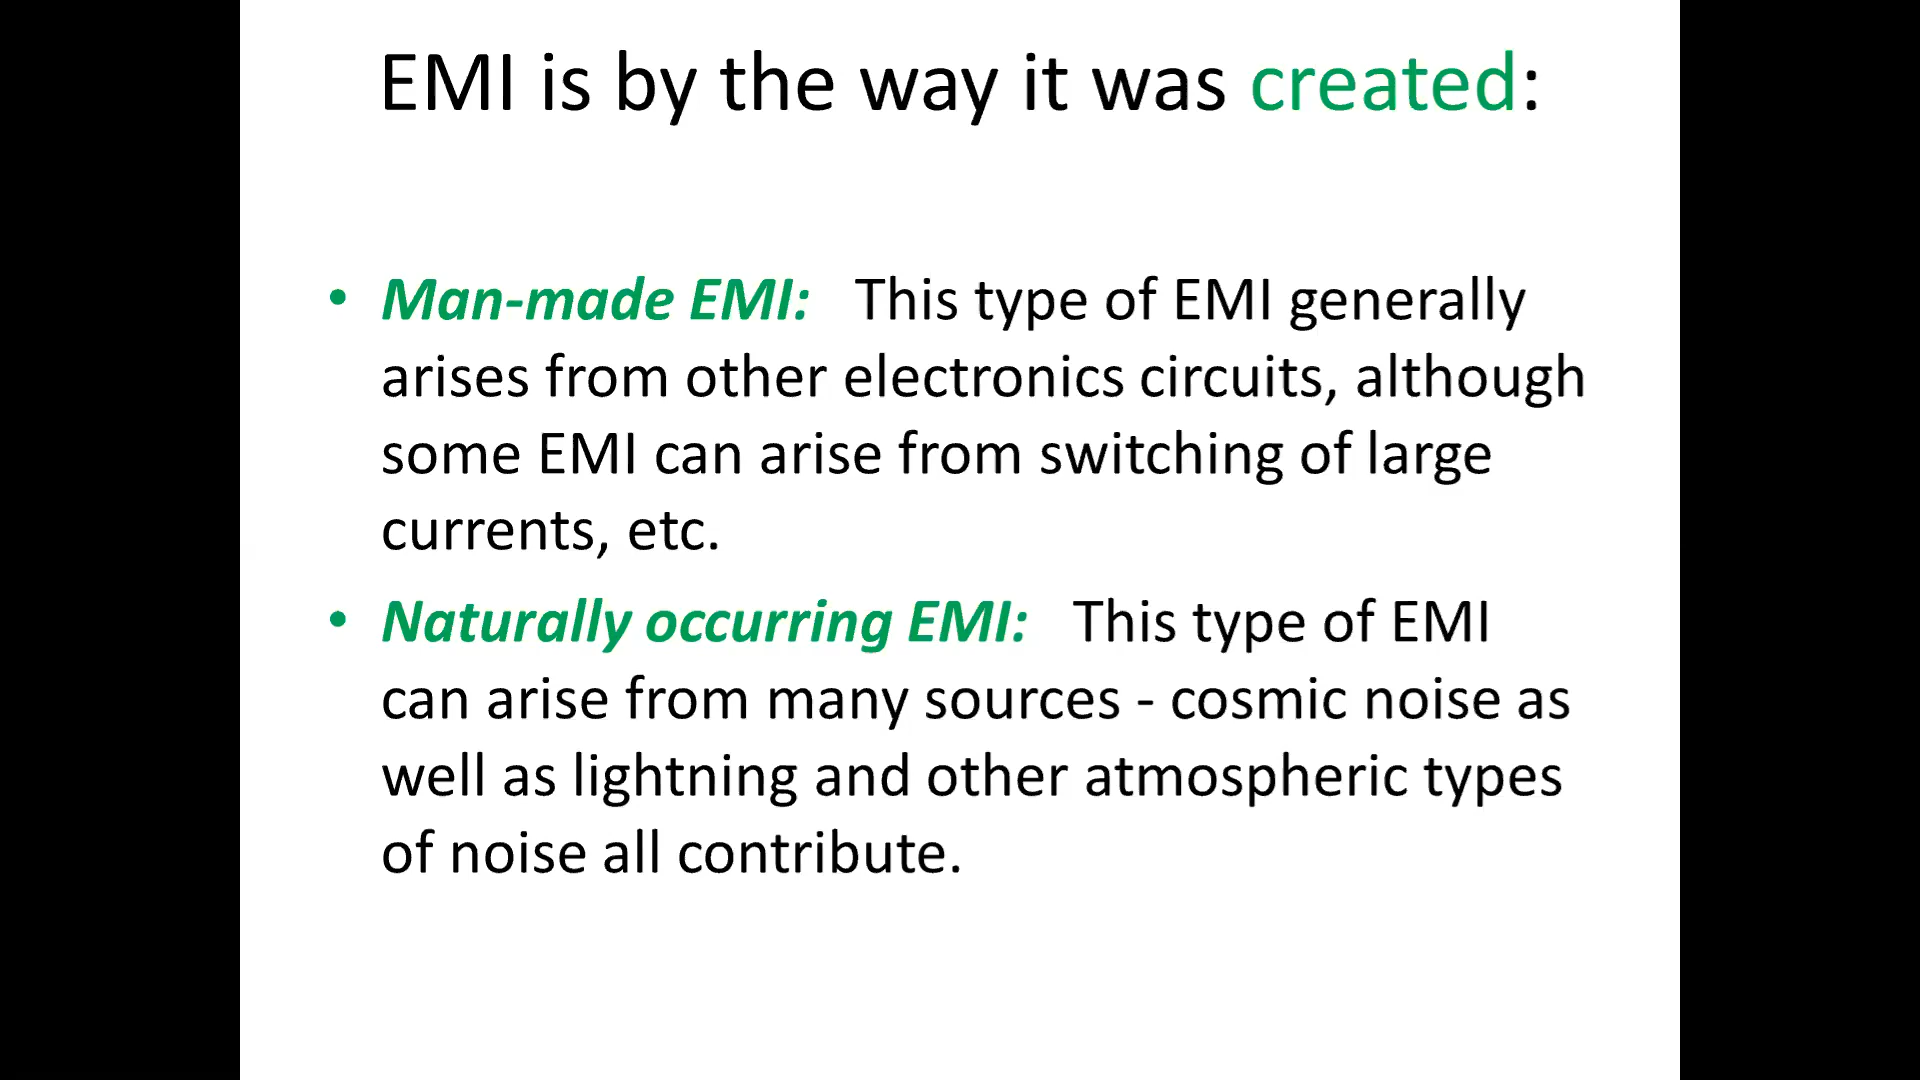 EMI is by the way it was created:
• Man-made EMI: This type of EMI generally
arises from other electronics circuits, although
some EMI can arise from switching of large
currents, etc.
• Naturally occurring EMI: This type of EMI
can arise from many sources - cosmic noise as
well as lightning and other atmospheric types
of noise all contribute.